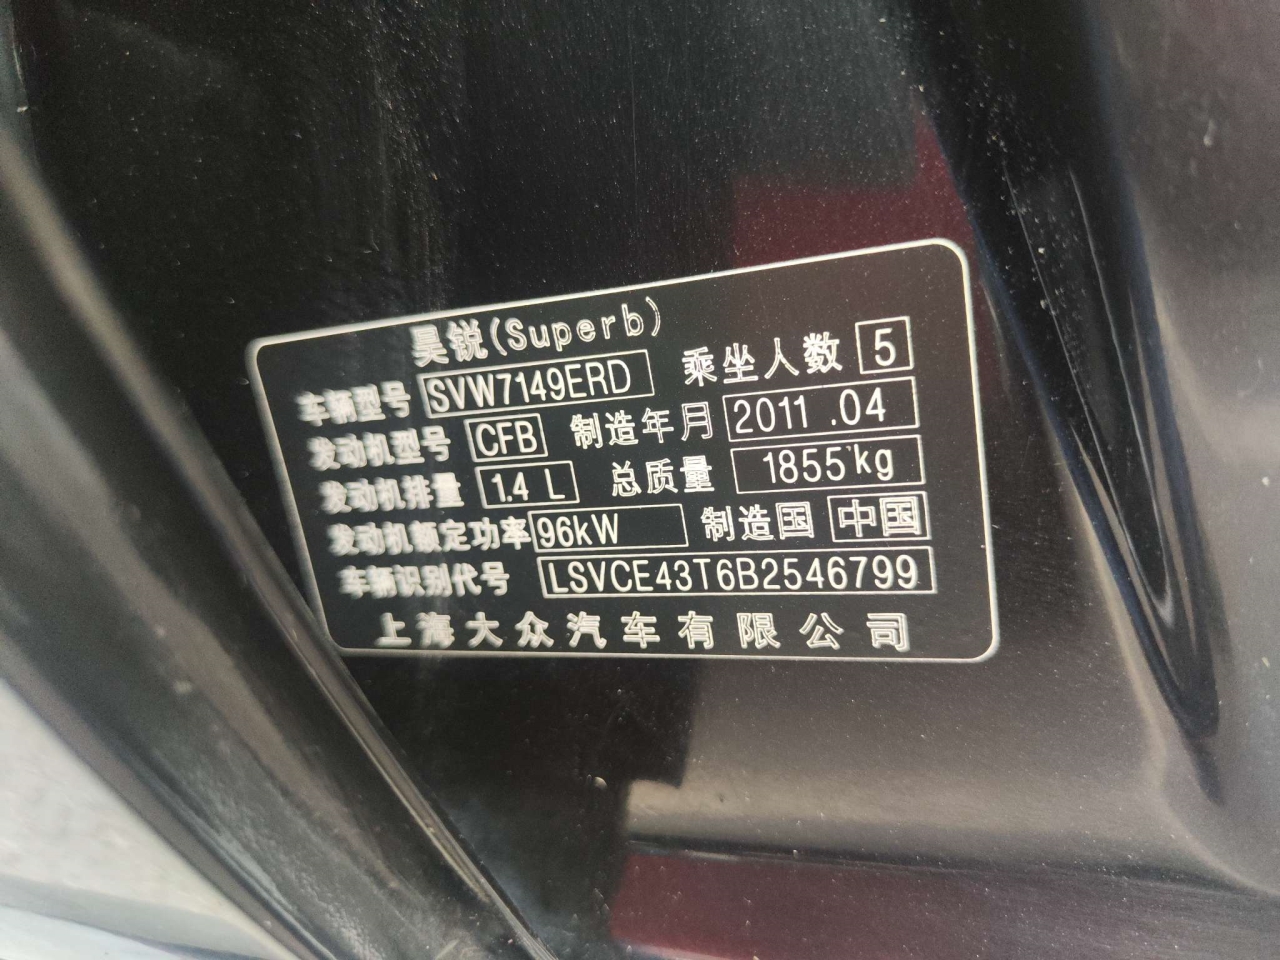 昊锐(Superb)
车辆型号 SVW7149ERD 乘坐人数 5
发动机型号 CFB 制造年月 2011.04
发动机排量 1.4 L 总质量 1855kg
发动机额定功率 96kW 制造国 中国
车辆识别代号 LSVCE43T6B2546799
上海大众汽车有限公司